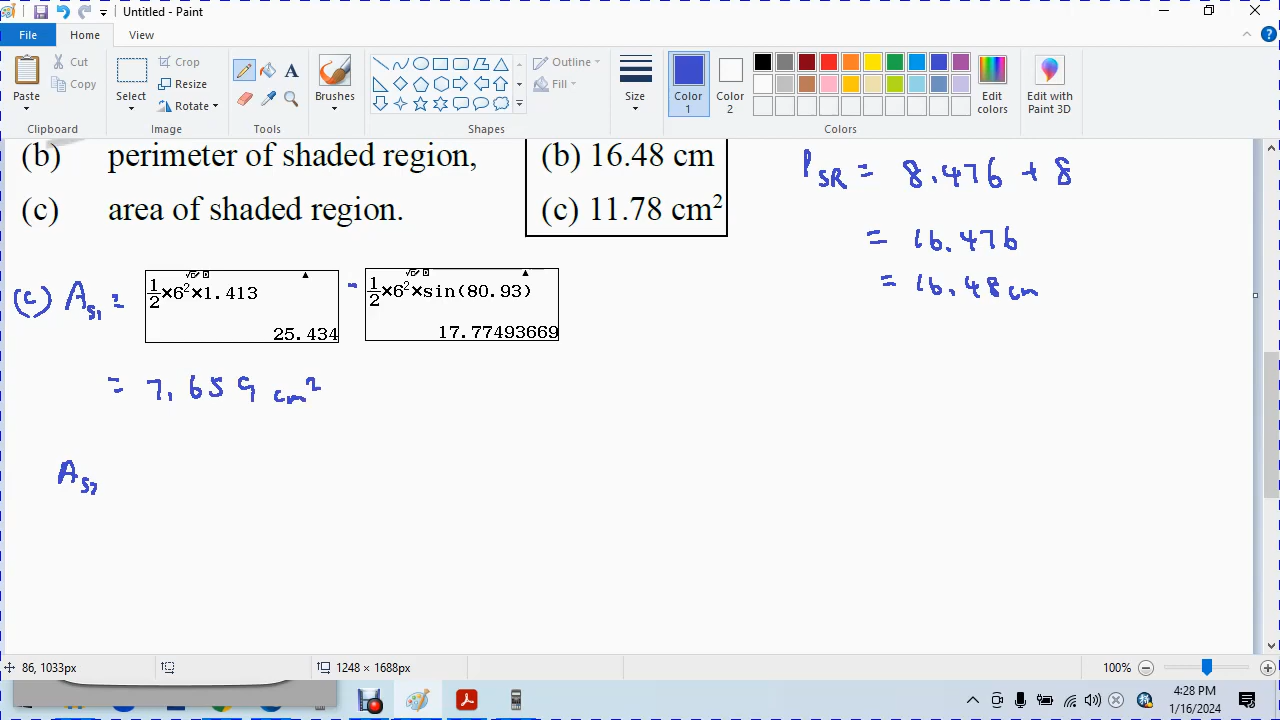 Untitled - Paint
File Home View
Paste Cut Copy
Clipboard
Select Crop Resize Rotate
Image
A
Tools
Brushes
Outline Fill
Shapes
Size
Color 1 Color 2
Edit colors
Colors
Edit with Paint 3D
(b) perimeter of shaded region, (b) 16.48 cm
(c) area of shaded region. (c) 11.78 cm²
P_SR = 8.476 + 8
= 16.476
= 16.48 cm
(c) A_S1 = 1/2×6²×1.413 25.434 - 1/2×6²×sin(80.93) 17.77493669
= 7.659 cm²
A_S2
86, 1033px 1248 × 1688px 100%
4:28 PM
1/16/2024